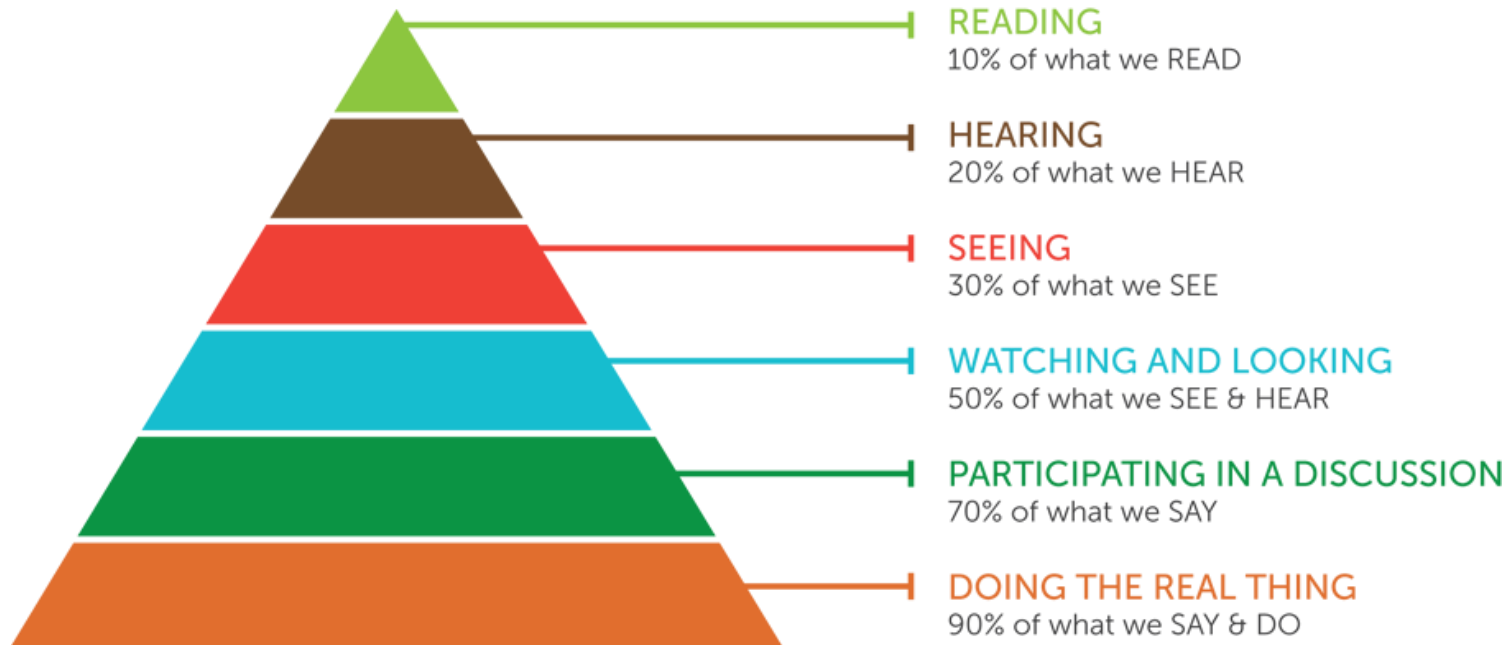 READING
10% of what we READ
HEARING
20% of what we HEAR
SEEING
30% of what we SEE
WATCHING AND LOOKING
50% of what we SEE & HEAR
PARTICIPATING IN A DISCUSSION
70% of what we SAY
DOING THE REAL THING
90% of what we SAY & DO